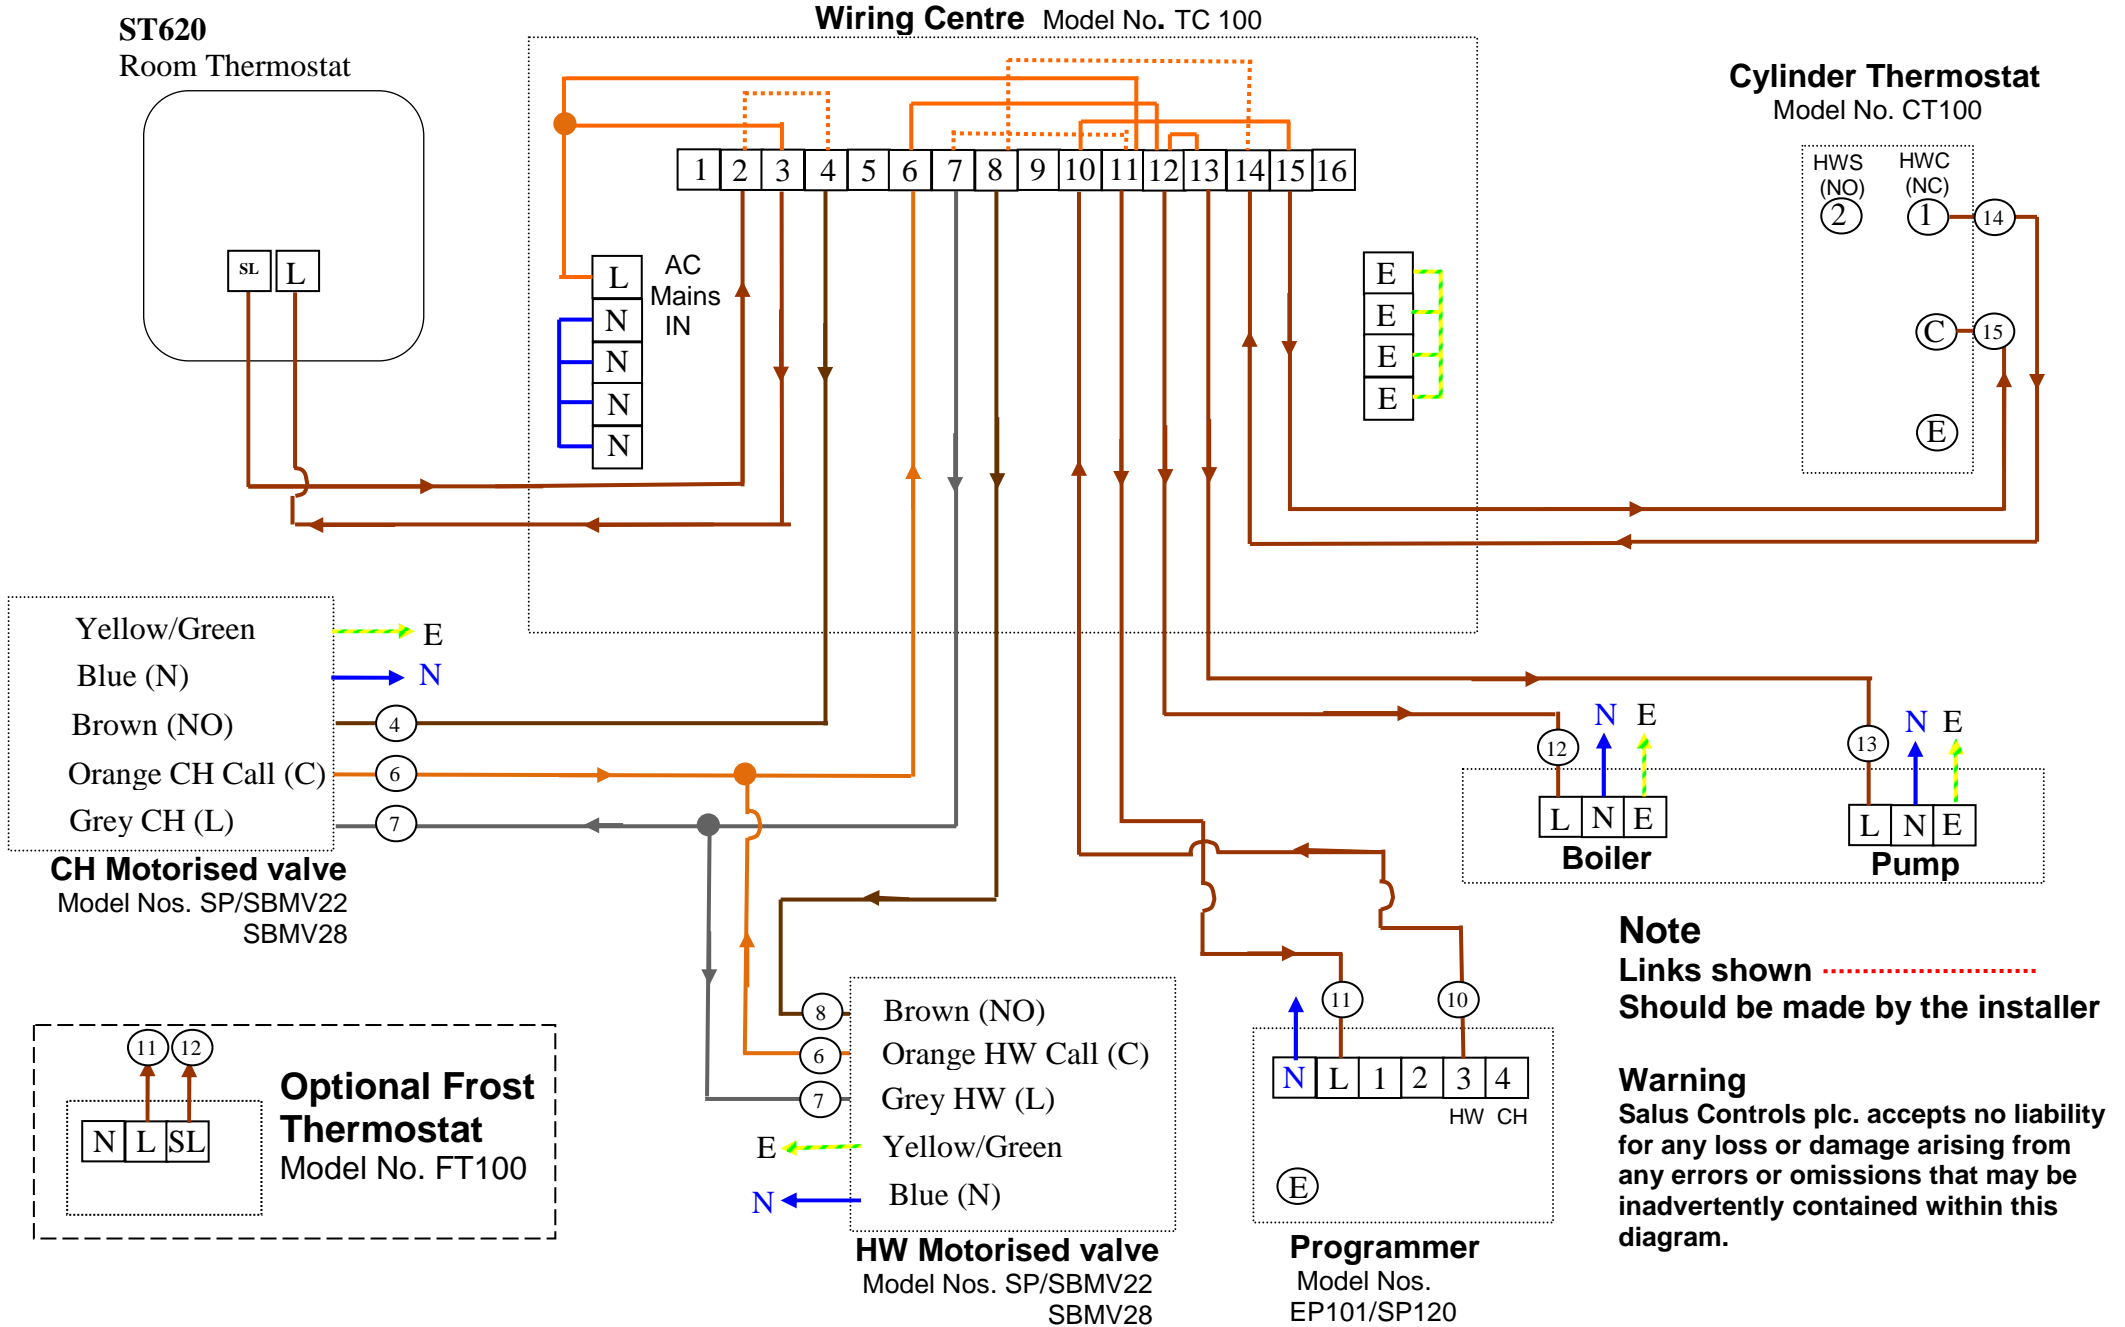 Wiring Centre Model No. TC 100
ST620
Room Thermostat
SL L
1 2 3 4 5 6 7 8 9 10 11 12 13 14 15 16
L
N
N
N
N
AC
Mains
IN
E
E
E
E
Cylinder Thermostat
Model No. CT100
HWS HWC
(NO) (NC)
2 1 14
C 15
E
Yellow/Green E
Blue (N) N
Brown (NO) 4
Orange CH Call (C) 6
Grey CH (L) 7
CH Motorised valve
Model Nos. SP/SBMV22
SBMV28
N E
12
L N E
Boiler
N E
13
L N E
Pump
11 12
N L SL
Optional Frost
Thermostat
Model No. FT100
8 Brown (NO)
6 Orange HW Call (C)
7 Grey HW (L)
E Yellow/Green
N Blue (N)
HW Motorised valve
Model Nos. SP/SBMV22
SBMV28
11 10
N L 1 2 3 4
HW CH
E
Programmer
Model Nos.
EP101/SP120
Note
Links shown
Should be made by the installer
Warning
Salus Controls plc. accepts no liability
for any loss or damage arising from
any errors or omissions that may be
inadvertently contained within this
diagram.